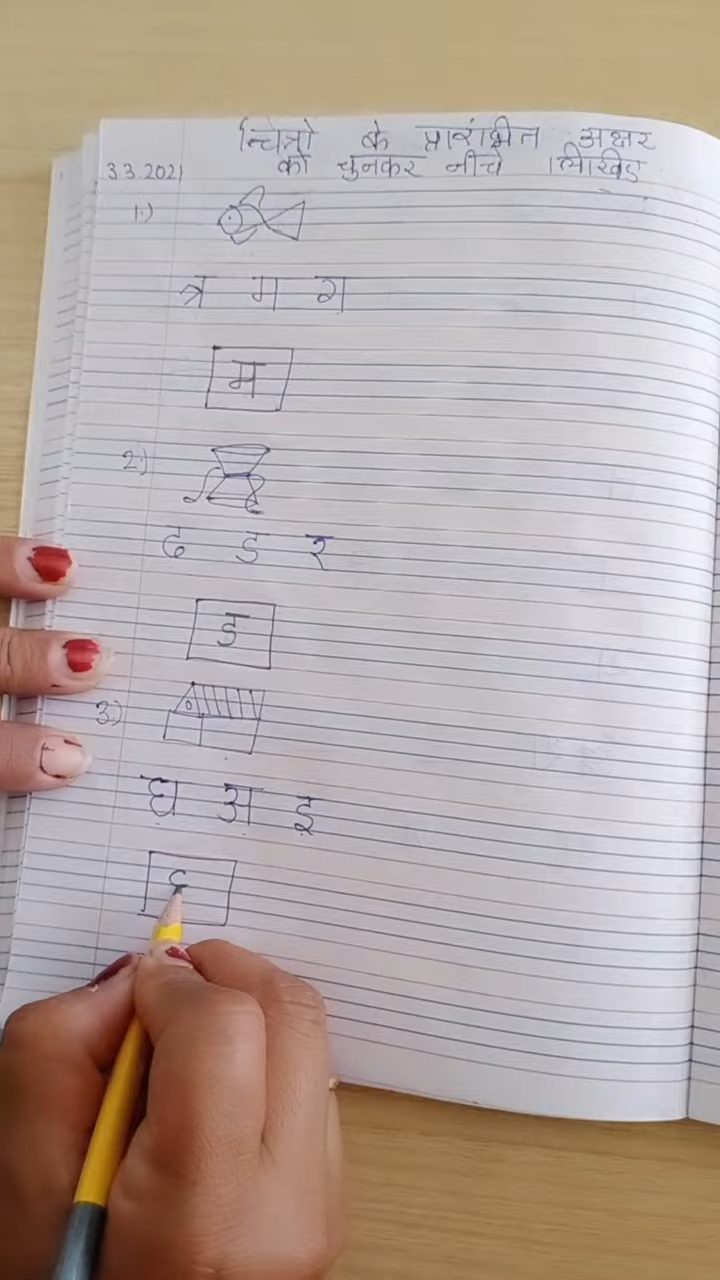 चित्रो के प्रारंभित अक्षर
3.3.2021 को चुनकर नीचे लिखिए
1.)
त्र म ग
म
2.)
ढ ड र
ड
3.)
घ अ इ